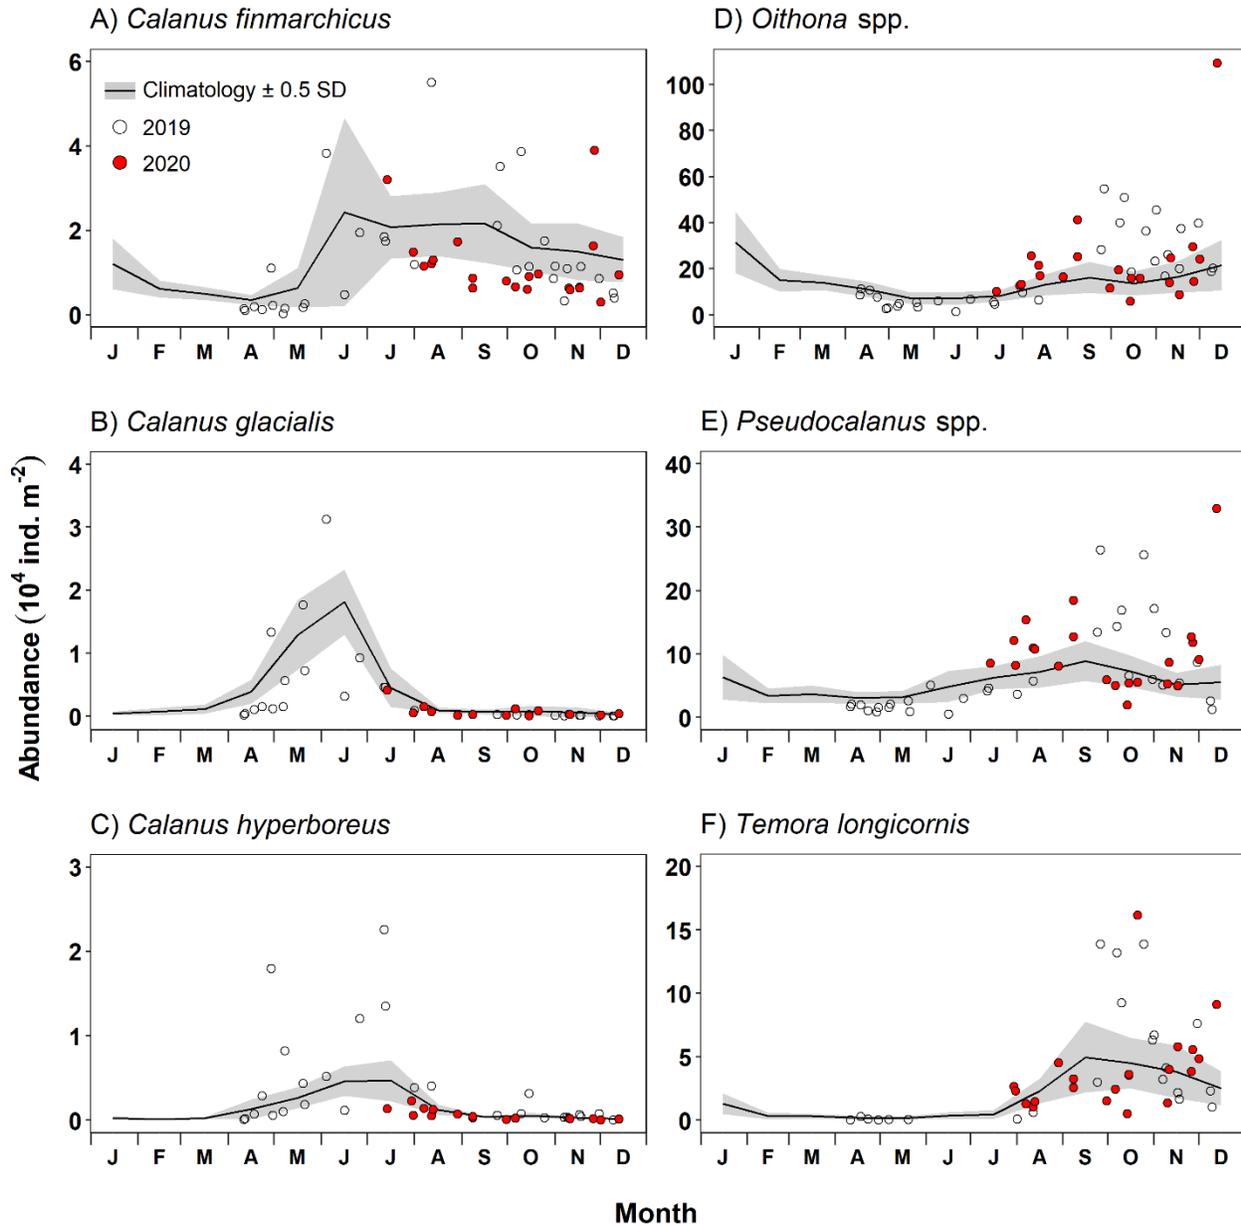 A) Calanus finmarchicus
6
4
2
0
Climatology ± 0.5 SD
2019
2020
J F M A M J J A S O N D
D) Oithona spp.
100
80
60
40
20
0
J F M A M J J A S O N D
B) Calanus glacialis
4
3
2
1
0
J F M A M J J A S O N D
E) Pseudocalanus spp.
40
30
20
10
0
J F M A M J J A S O N D
C) Calanus hyperboreus
3
2
1
0
J F M A M J J A S O N D
F) Temora longicornis
20
15
10
5
0
J F M A M J J A S O N D
Abundance (10⁴ ind. m⁻²)
Month